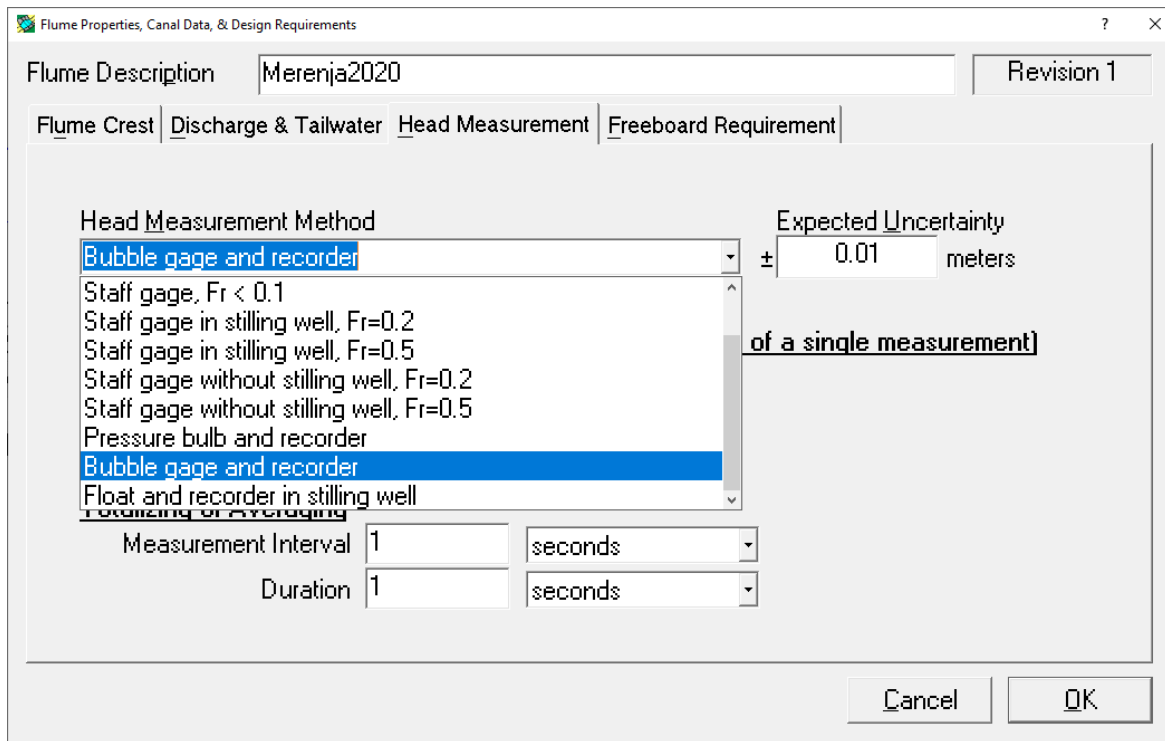 Flume Properties, Canal Data, & Design Requirements ? ×
Flume Description Merenja2020 Revision 1
Flume Crest Discharge & Tailwater Head Measurement Freeboard Requirement
Head Measurement Method Expected Uncertainty
Bubble gage and recorder ± 0.01 meters
Staff gage, Fr < 0.1
Staff gage in stilling well, Fr=0.2
of a single measurement)
Staff gage in stilling well, Fr=0.5
Staff gage without stilling well, Fr=0.2
Staff gage without stilling well, Fr=0.5
Pressure bulb and recorder
Bubble gage and recorder
Float and recorder in stilling well
Totalizing or Averaging
Measurement Interval 1 seconds
Duration 1 seconds
Cancel OK